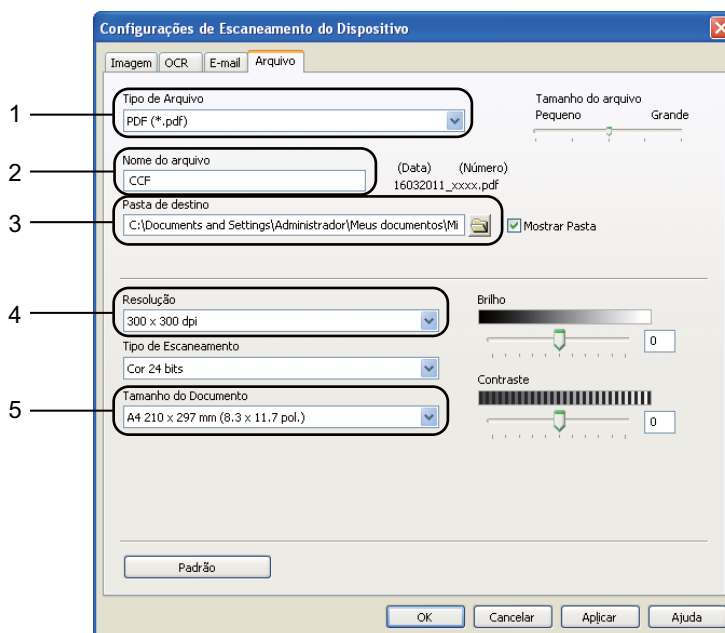 Configurações de Escaneamento do Dispositivo
Imagem OCR E-mail Arquivo
1
Tipo de Arquivo
PDF (*.pdf)
Tamanho do arquivo
Pequeno Grande
2
Nome do arquivo
CCF
(Data) (Número)
16032011_xxxx.pdf
3
Pasta de destino
C:\Documents and Settings\Administrador\Meus documentos\Mi
Mostrar Pasta
4
Resolução
300 x 300 dpi
Brilho
0
Tipo de Escaneamento
Cor 24 bits
Contraste
0
5
Tamanho do Documento
A4 210 x 297 mm (8.3 x 11.7 pol.)
Padrão
OK Cancelar Aplicar Ajuda